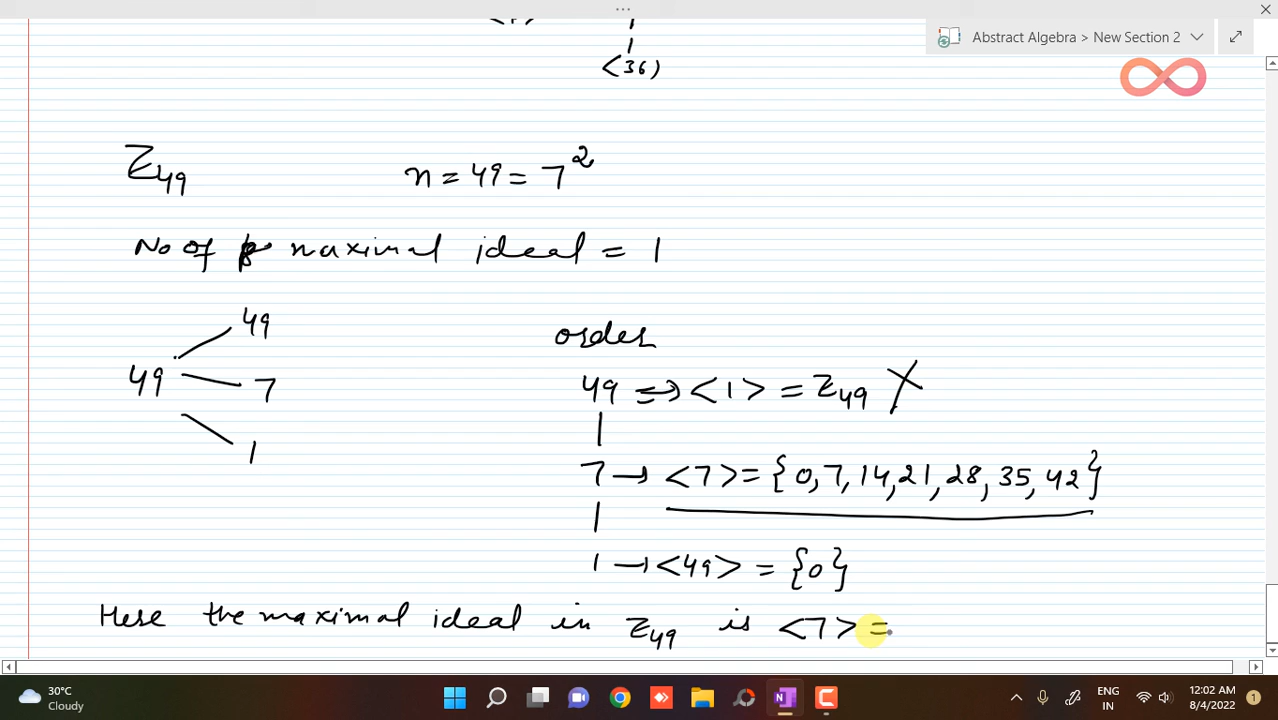 Abstract Algebra > New Section 2
<36)
Z49 n = 49 = 7²
No of maximal ideal = 1
order
49
49 7 1
49 => <1> = Z49 X
7 → <7> = {0, 7, 14, 21, 28, 35, 42}
1 → <49> = {0}
Here the maximal ideal in Z49 is <7> =
30°C
Cloudy
ENG
IN
12:02 AM
8/4/2022
1